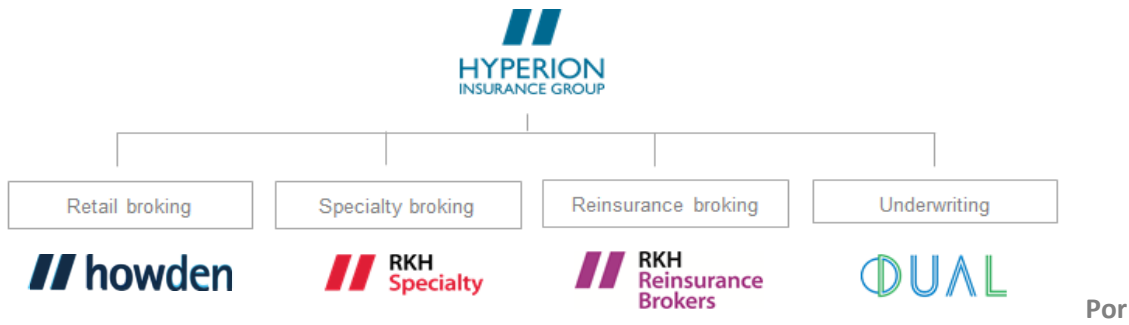 HYPERION
INSURANCE GROUP
Retail broking
Specialty broking
Reinsurance broking
Underwriting
howden
RKH
Specialty
RKH
Reinsurance
Brokers
DUAL
Por